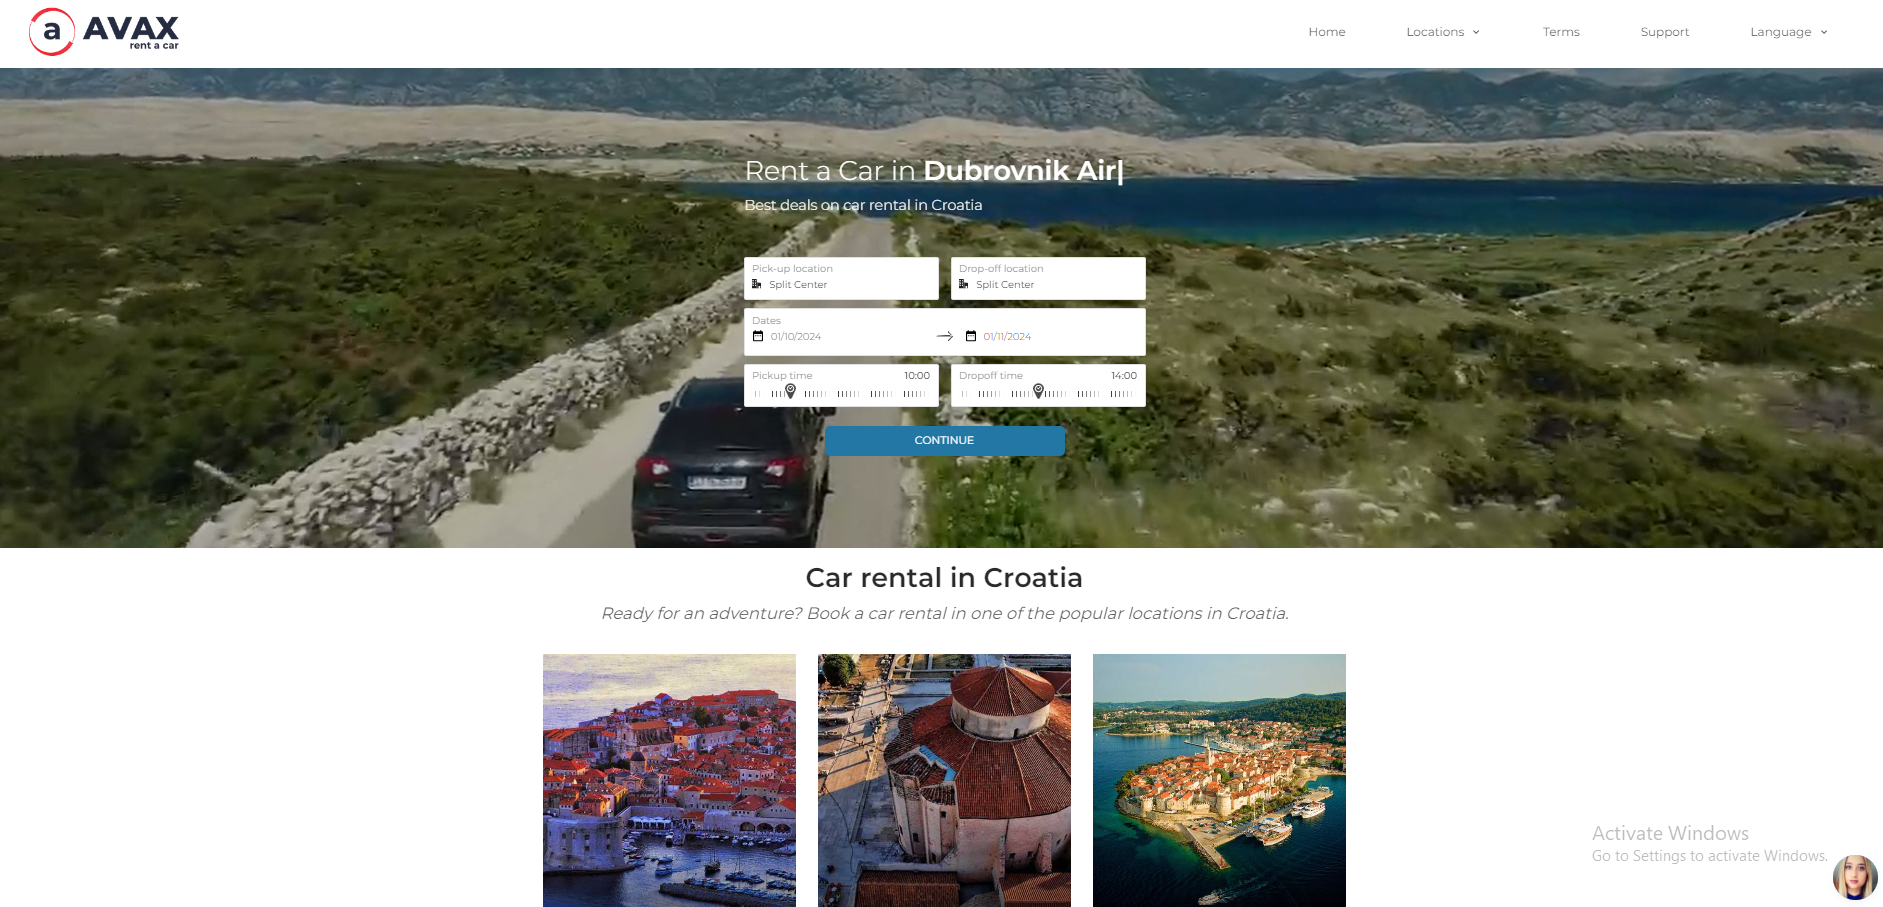 a AVAX
rent a car
Home
Locations
Terms
Support
Language
Rent a Car in Dubrovnik Air|
Best deals on car rental in Croatia
Pick-up location
Split Center
Drop-off location
Split Center
Dates
01/10/2024
01/11/2024
Pickup time 10:00
Dropoff time 14:00
CONTINUE
Car rental in Croatia
Ready for an adventure? Book a car rental in one of the popular locations in Croatia.
Activate Windows
Go to Settings to activate Windows.